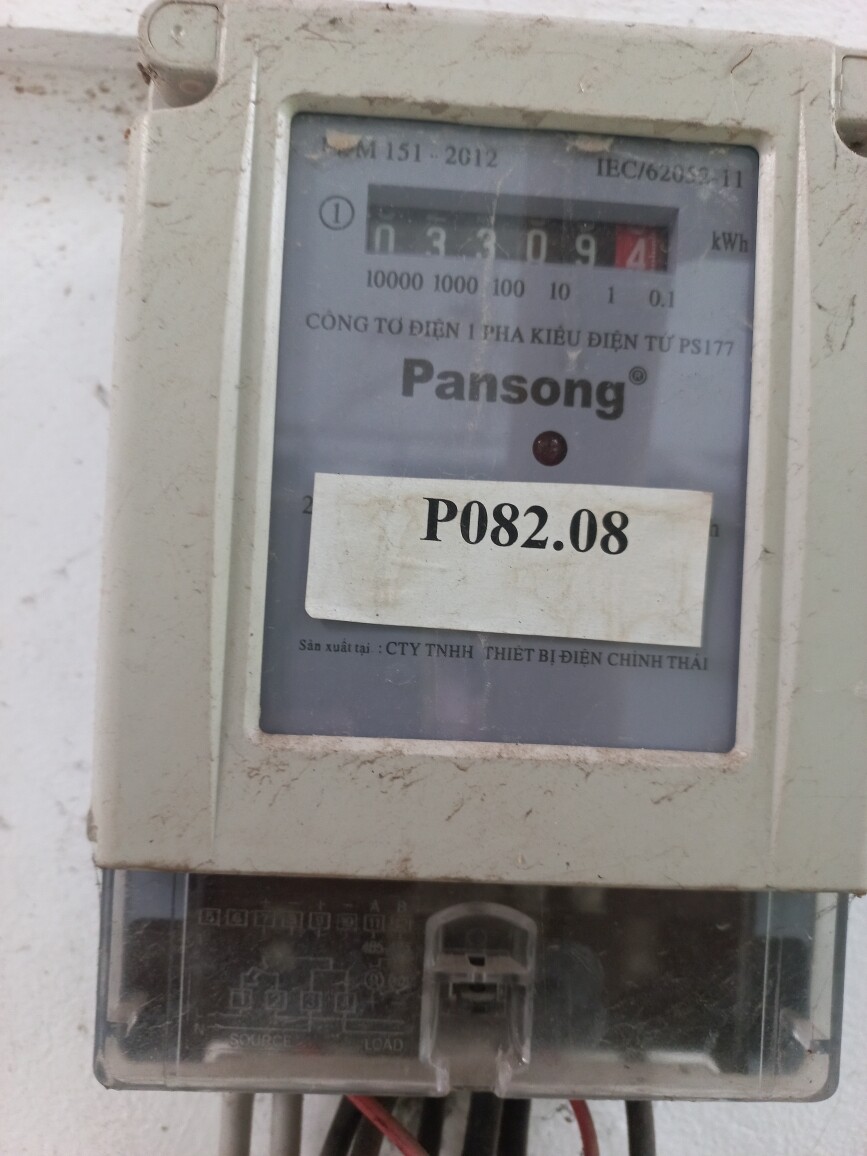 M 151 - 2012
IEC/62052-11
1
0 3 3 0 9 4
kWh
10000 1000 100 10 1 0.1
CÔNG TƠ ĐIỆN 1 PHA KIỂU ĐIỆN TỬ PS177
Pansong®
2
P082.08
Sản xuất tại : CTY TNHH THIẾT BỊ ĐIỆN CHÍNH THÁI
A B
485
SOURCE
LOAD